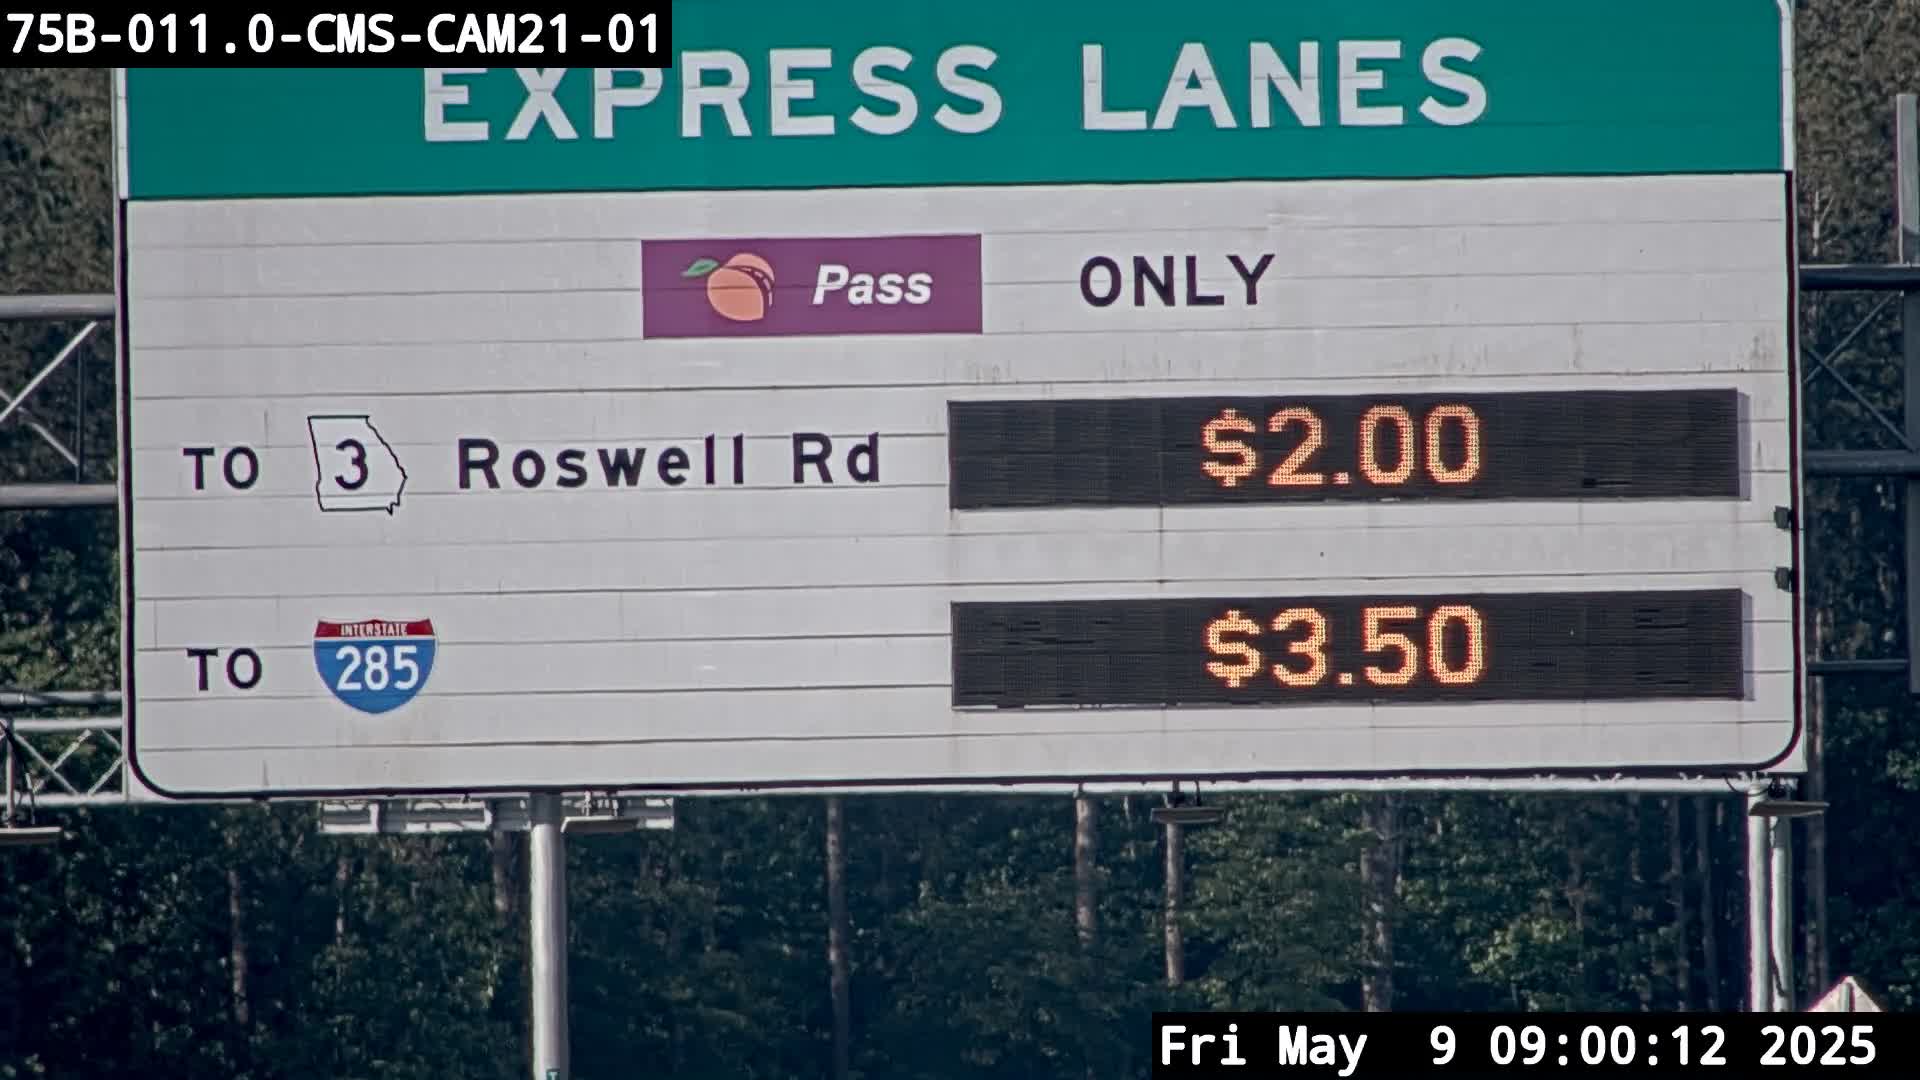 75B-011.0-CMS-CAM21-01
EXPRESS LANES
Pass ONLY
TO 3 Roswell Rd $2.00
INTERSTATE
TO 285 $3.50
Fri May 9 09:00:12 2025